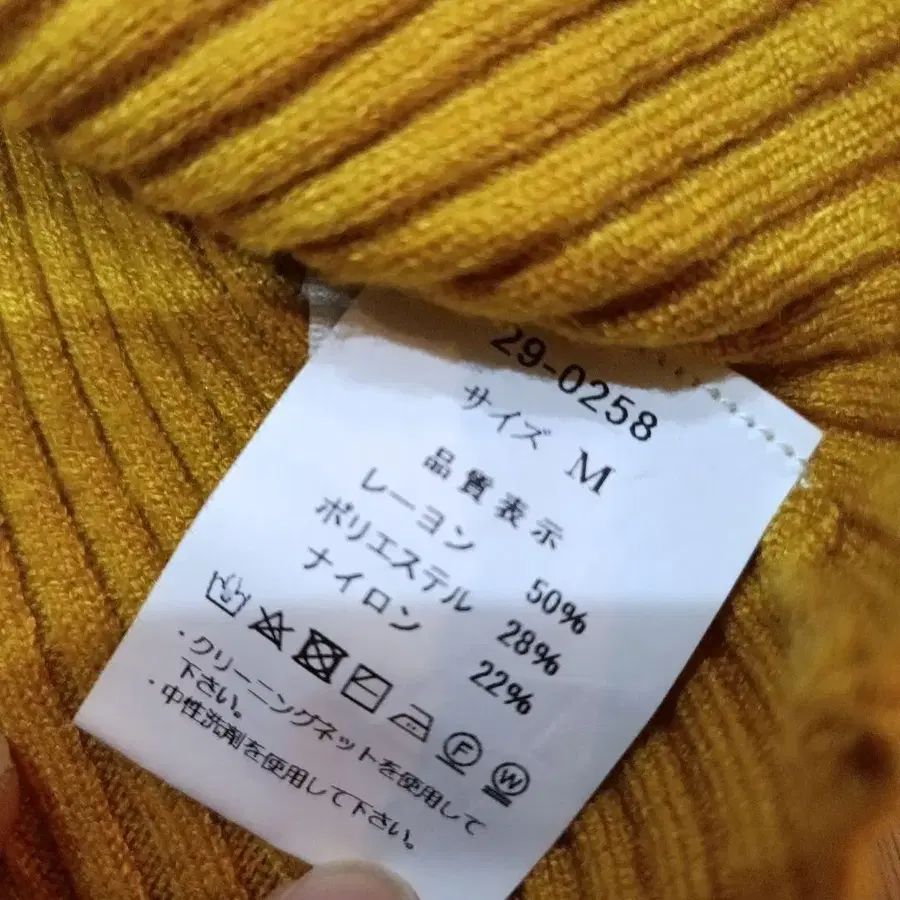 29-0258
サイズ M
品質表示
レーヨン 50%
ポリエステル 28%
ナイロン 22%
F W
・クリーニングネットを使用して
下さい。
・中性洗剤を使用して下さい。